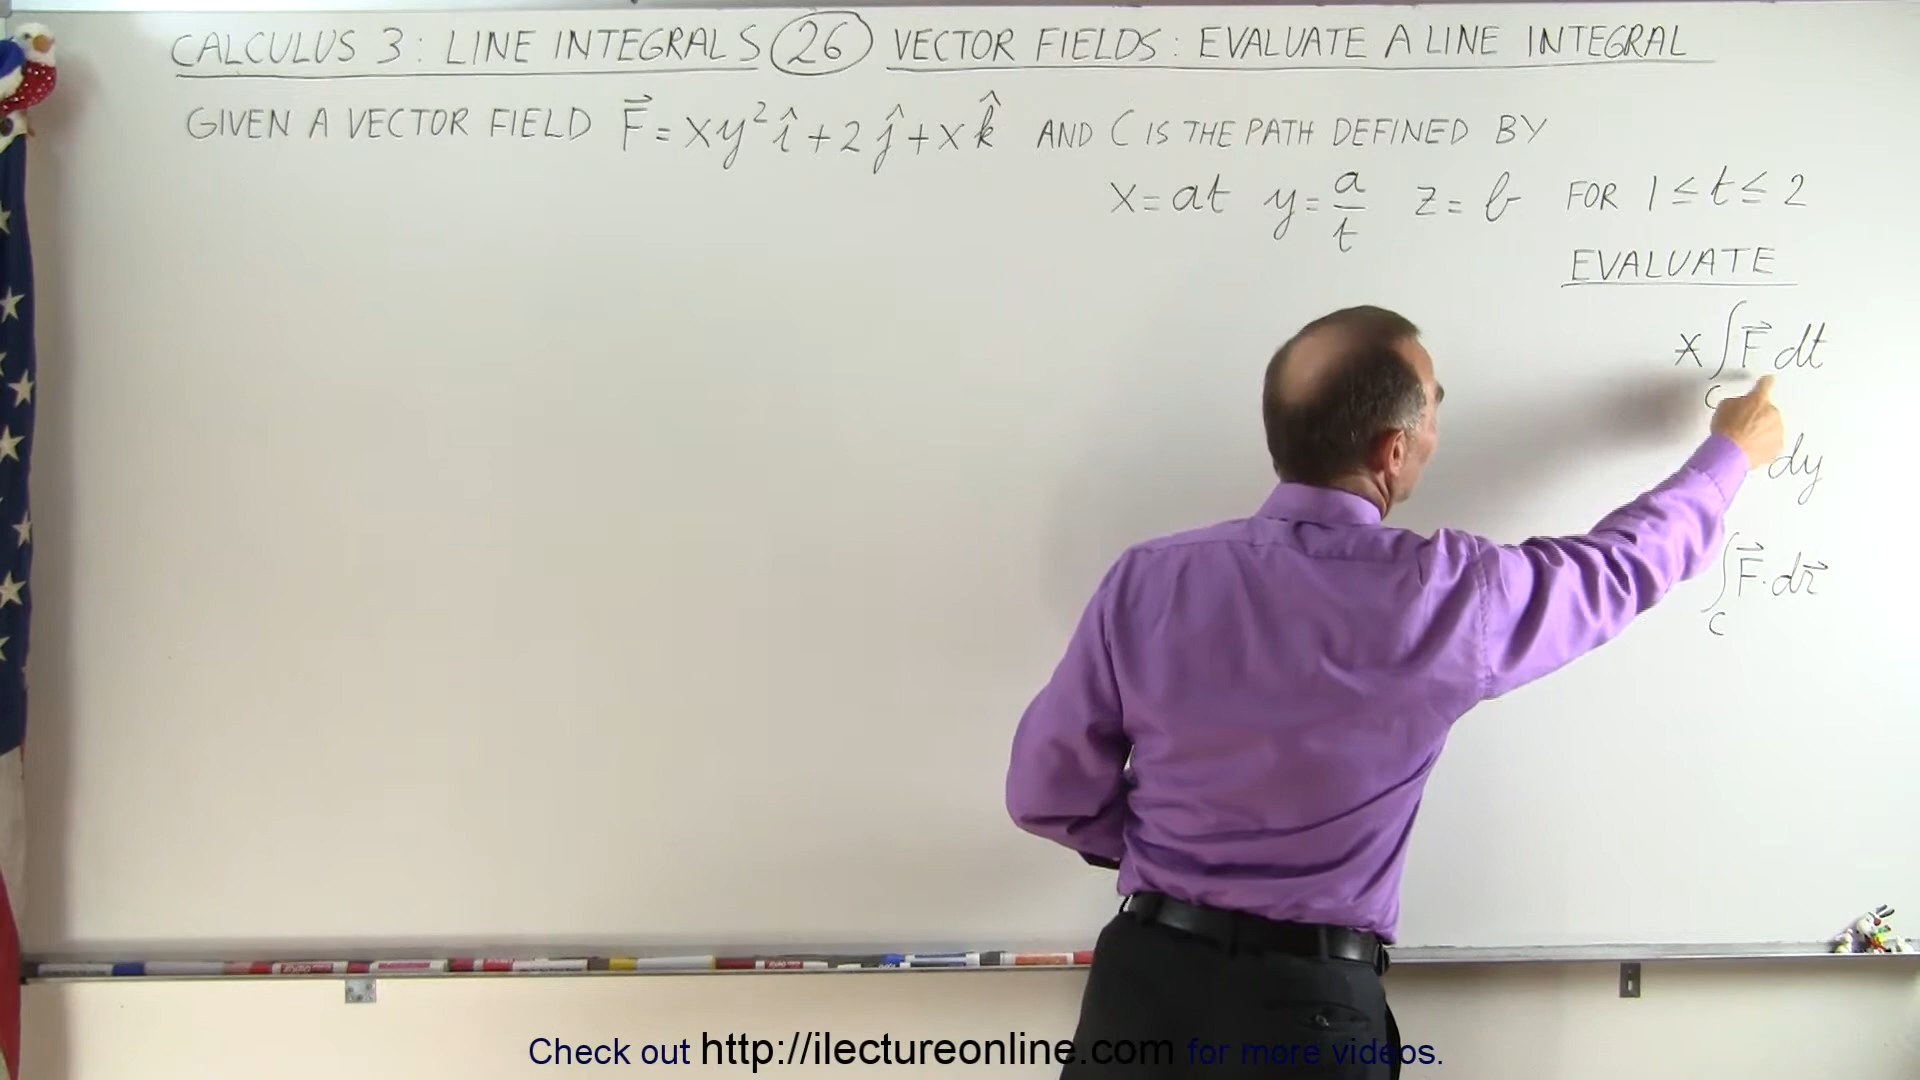 CALCULUS 3 : LINE INTEGRALS 26 VECTOR FIELDS : EVALUATE A LINE INTEGRAL
GIVEN A VECTOR FIELD F⃗ = xy² î + 2 ĵ + x k̂ AND C IS THE PATH DEFINED BY
x = at y = a/t z = b FOR 1 ≤ t ≤ 2
EVALUATE
* ∫ F⃗ dt
C
dy
∫ F⃗ · dr⃗
C
Check out http://ilectureonline.com for more videos.